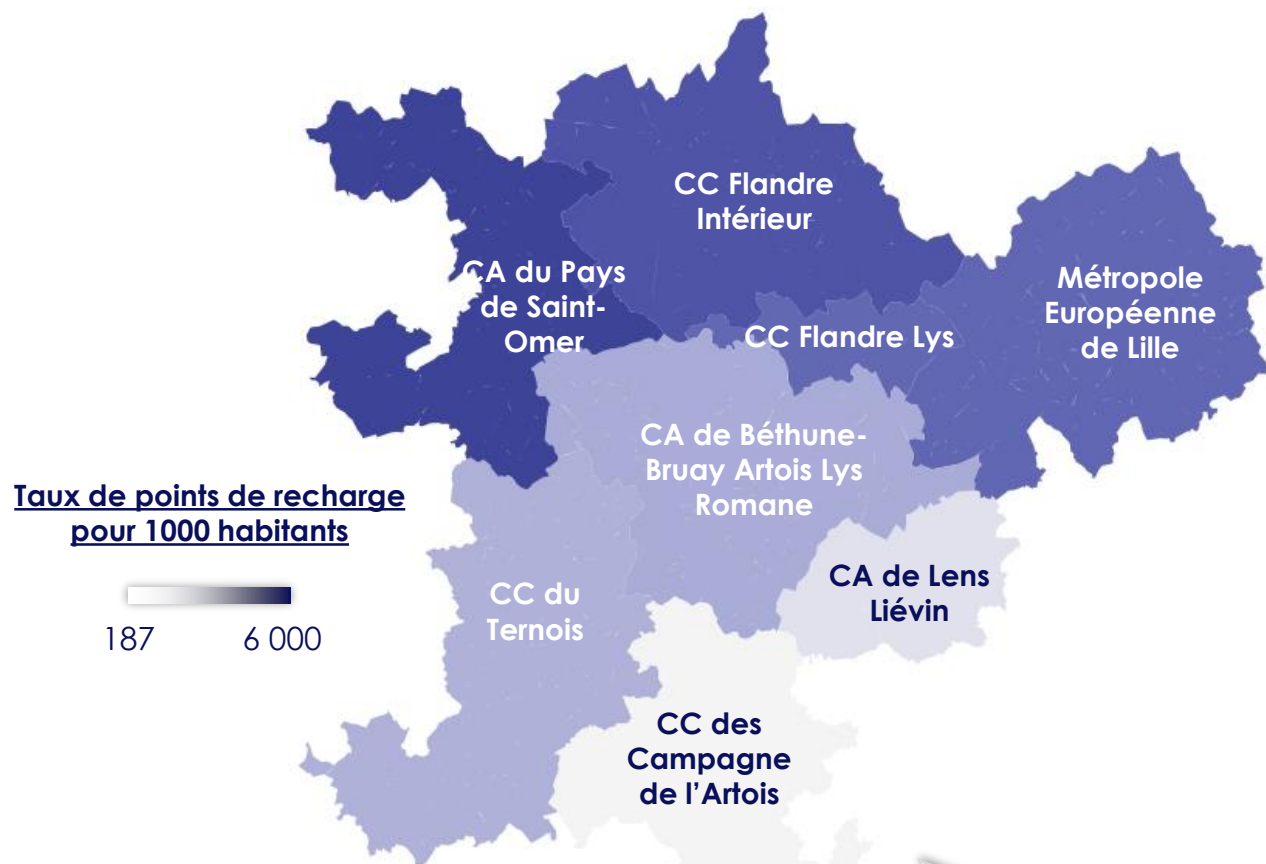 CC Flandre
Intérieur
CA du Pays
de Saint-
Omer
CC Flandre Lys
Métropole
Européenne
de Lille
CA de Béthune-
Bruay Artois Lys
Romane
Taux de points de recharge
pour 1000 habitants
187 6 000
CC du
Ternois
CA de Lens
Liévin
CC des
Campagne
de l’Artois